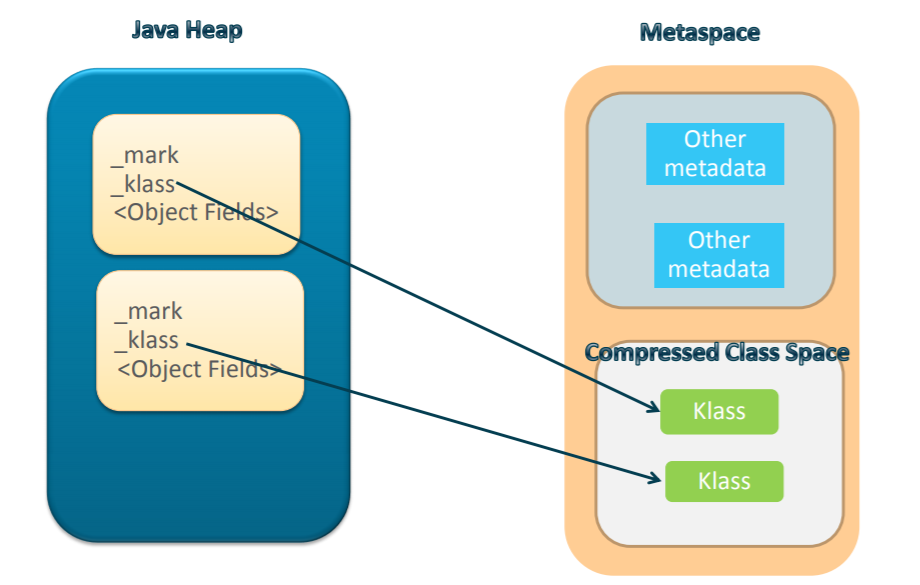 Java Heap
_mark
_klass
<Object Fields>
_mark
_klass
<Object Fields>
Metaspace
Other
metadata
Other
metadata
Compressed Class Space
Klass
Klass